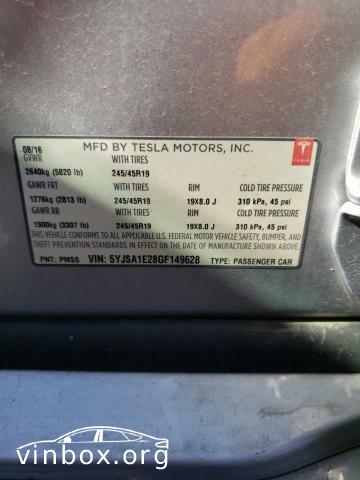 08/16 MFD BY TESLA MOTORS, INC.
GVWR WITH TIRES
2640kg (5820 lb) 245/45R19
GAWR FRT WITH TIRES RIM COLD TIRE PRESSURE
1276kg (2813 lb) 245/45R19 19X8.0 J 310 kPa, 45 psi
GAWR RR WITH TIRES RIM COLD TIRE PRESSURE
1500kg (3307 lb) 245/45R19 19X8.0 J 310 kPa, 45 psi
THIS VEHICLE CONFORMS TO ALL APPLICABLE U.S. FEDERAL MOTOR VEHICLE SAFETY, BUMPER, AND
THEFT PREVENTION STANDARDS IN EFFECT ON THE DATE OF MANUFACTURE SHOWN ABOVE.
PNT: PMSS VIN: 5YJSA1E28GF149628 TYPE: PASSENGER CAR
TESLA
vinbox.org